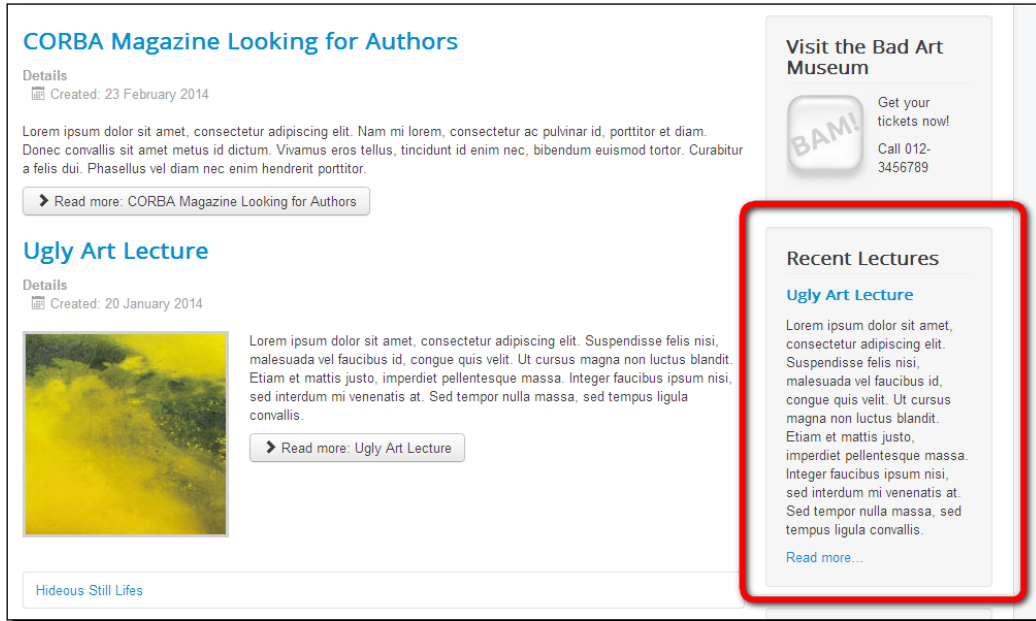 CORBA Magazine Looking for Authors
Details
Created: 23 February 2014
Lorem ipsum dolor sit amet, consectetur adipiscing elit. Nam mi lorem, consectetur ac pulvinar id, porttitor et diam.
Donec convallis sit amet metus id dictum. Vivamus eros tellus, tincidunt id enim nec, bibendum euismod tortor. Curabitur
a felis dui. Phasellus vel diam nec enim hendrerit porttitor.
Read more: CORBA Magazine Looking for Authors
Ugly Art Lecture
Details
Created: 20 January 2014
Lorem ipsum dolor sit amet, consectetur adipiscing elit. Suspendisse felis nisi,
malesuada vel faucibus id, congue quis velit. Ut cursus magna non luctus blandit.
Etiam et mattis justo, imperdiet pellentesque massa. Integer faucibus ipsum nisi,
sed interdum mi venenatis at. Sed tempor nulla massa, sed tempus ligula
convallis.
Read more: Ugly Art Lecture
Hideous Still Lifes
Visit the Bad Art
Museum
BAM!
Get your
tickets now!
Call 012-
3456789
Recent Lectures
Ugly Art Lecture
Lorem ipsum dolor sit amet,
consectetur adipiscing elit.
Suspendisse felis nisi,
malesuada vel faucibus id,
congue quis velit. Ut cursus
magna non luctus blandit.
Etiam et mattis justo,
imperdiet pellentesque massa.
Integer faucibus ipsum nisi,
sed interdum mi venenatis at.
Sed tempor nulla massa, sed
tempus ligula convallis.
Read more...